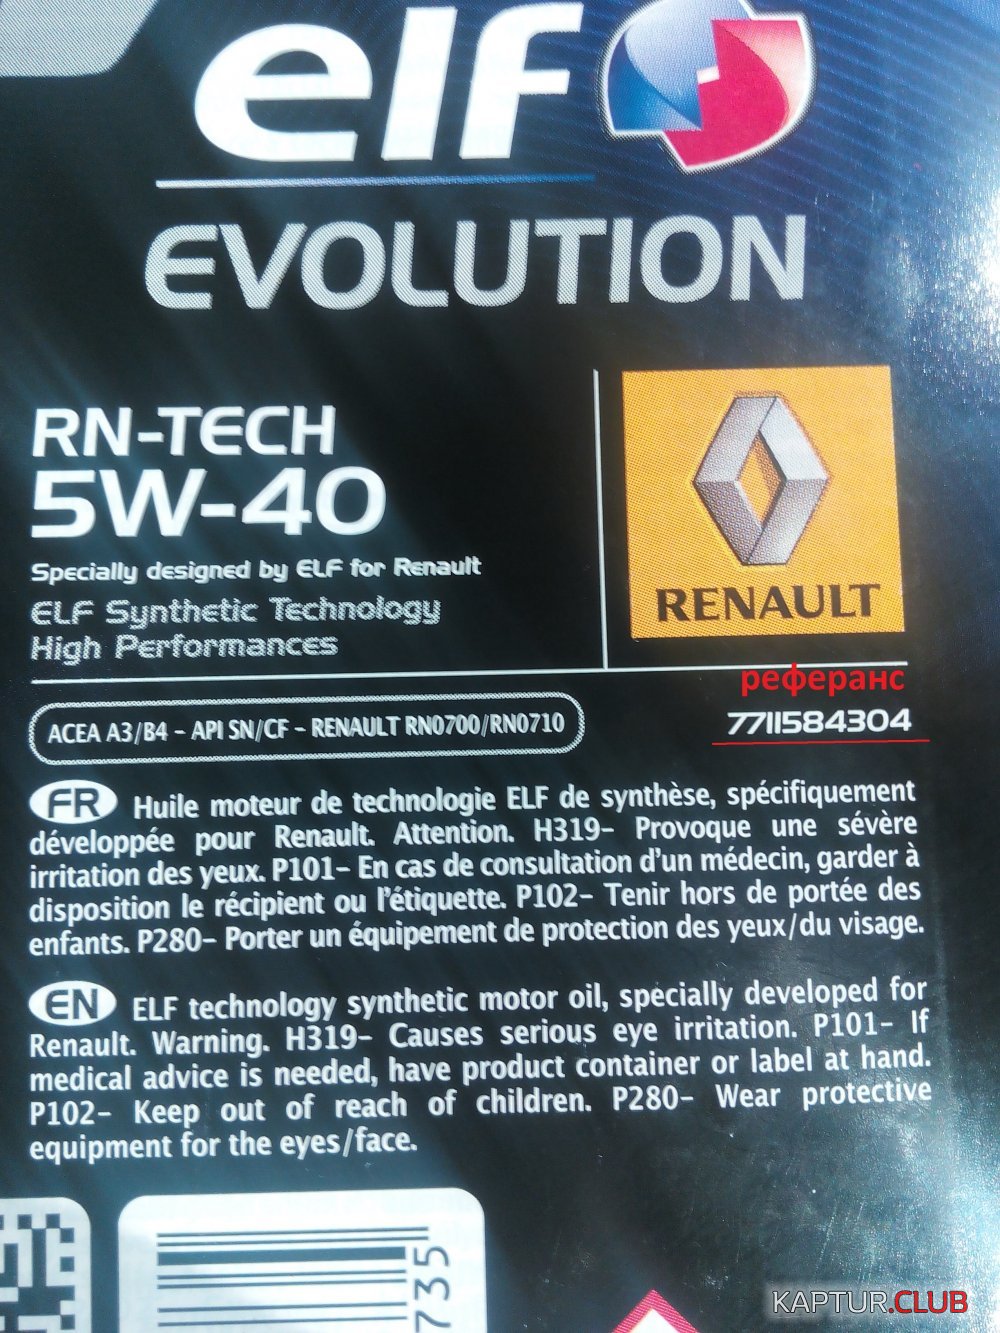 elf
EVOLUTION
RN-TECH
5W-40
Specially designed by ELF for Renault
ELF Synthetic Technology
High Performances
RENAULT
референс
7711584304
ACEA A3/B4 - API SN/CF - RENAULT RN0700/RN0710
FR Huile moteur de technologie ELF de synthèse, spécifiquement
développée pour Renault. Attention. H319- Provoque une sévère
irritation des yeux. P101- En cas de consultation d'un médecin, garder à
disposition le récipient ou l'étiquette. P102- Tenir hors de portée des
enfants. P280- Porter un équipement de protection des yeux/du visage.
EN ELF technology synthetic motor oil, specially developed for
Renault. Warning. H319- Causes serious eye irritation. P101- If
medical advice is needed, have product container or label at hand.
P102- Keep out of reach of children. P280- Wear protective
equipment for the eyes/face.
735
KAPTUR.CLUB